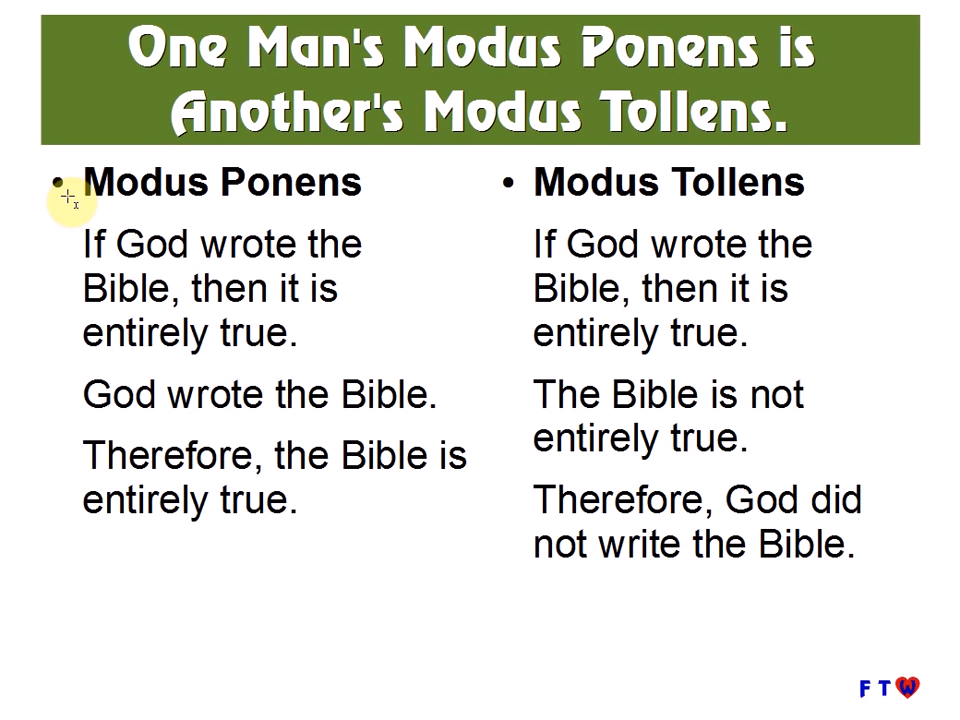 One Man's Modus Ponens is
Another's Modus Tollens.
• Modus Ponens
If God wrote the
Bible, then it is
entirely true.
God wrote the Bible.
Therefore, the Bible is
entirely true.
• Modus Tollens
If God wrote the
Bible, then it is
entirely true.
The Bible is not
entirely true.
Therefore, God did
not write the Bible.
F T W